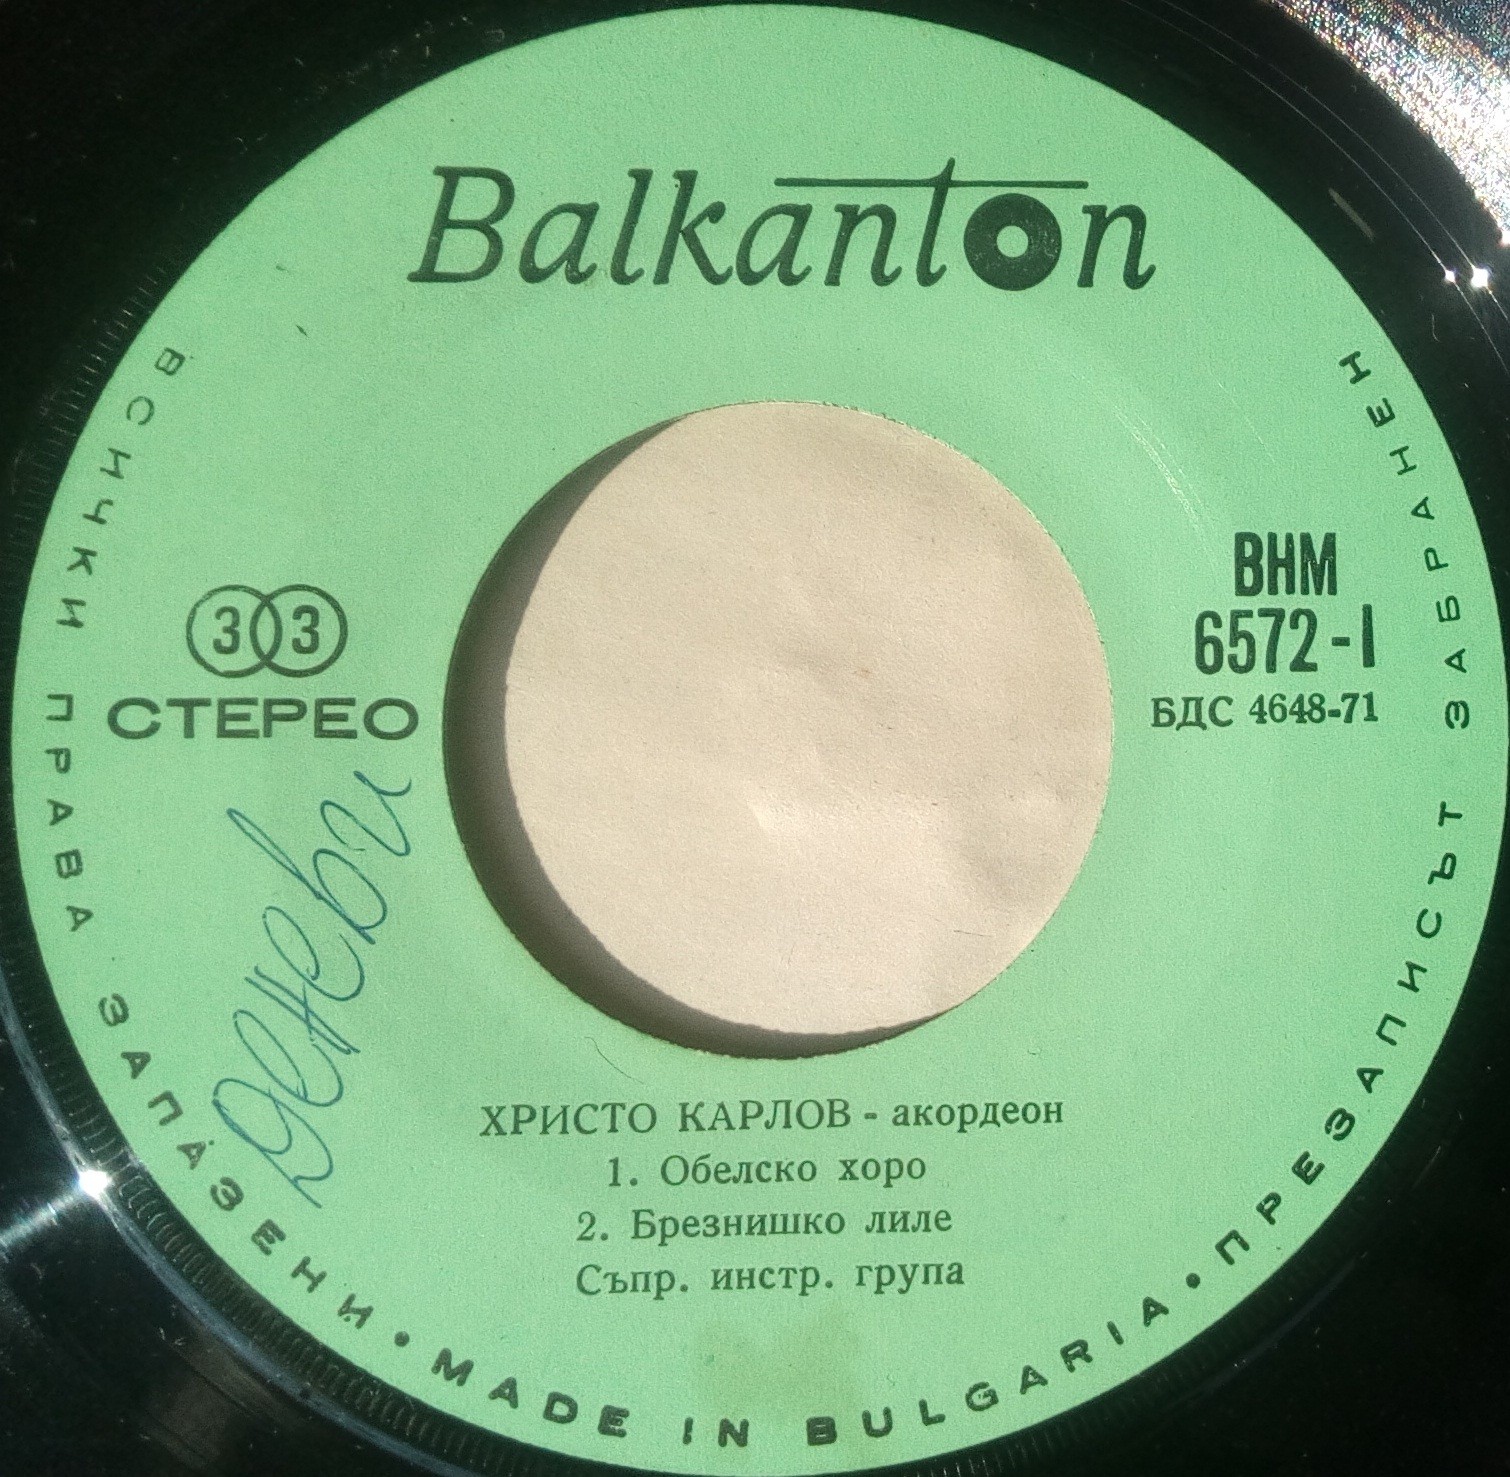 Balkanton
33
СТЕРЕО
ВНМ
6572-I
БДС 4648-71
Деневи
ХРИСТО КАРЛОВ - акордеон
1. Обелско хоро
2. Брезнишко лиле
Съпр. инстр. група
ВСИЧКИ ПРАВА ЗАПАЗЕНИ • MADE IN BULGARIA • ПРЕЗАПИСЪТ ЗАБРАНЕН